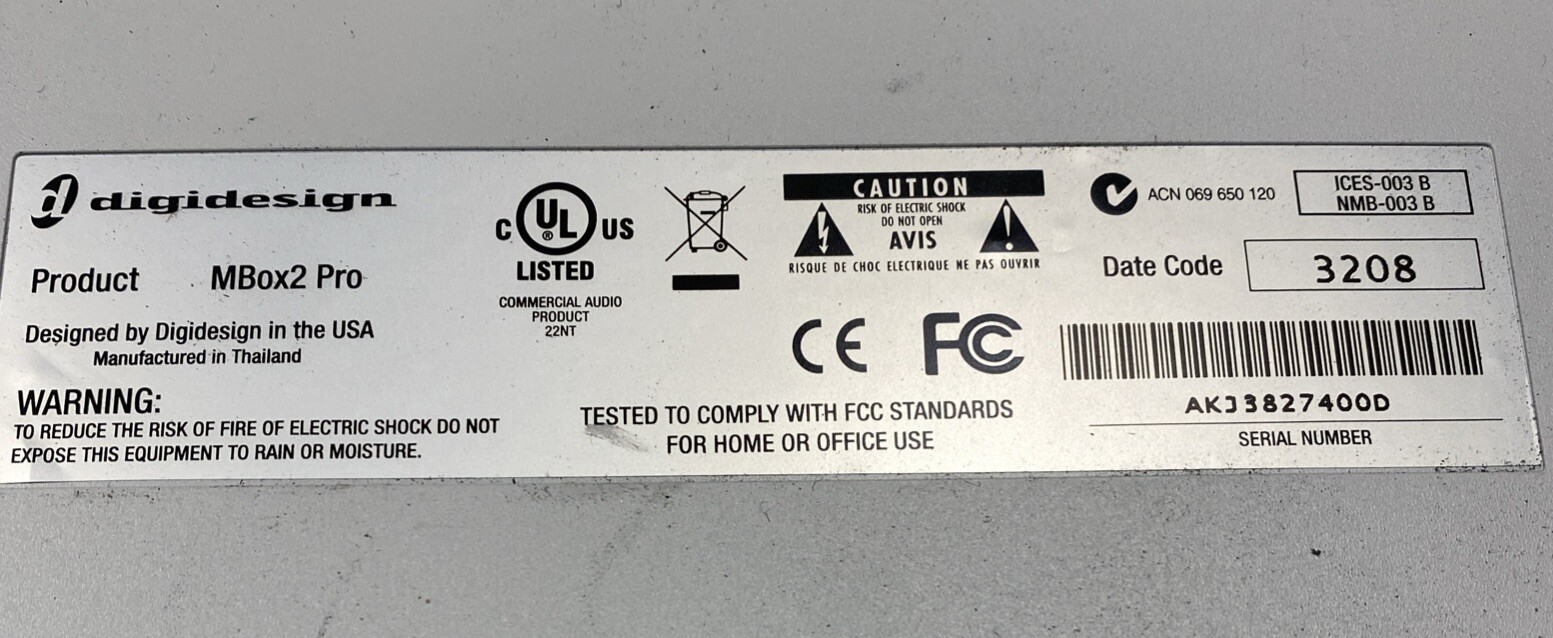 digidesign
Product MBox2 Pro
Designed by Digidesign in the USA
Manufactured in Thailand
WARNING:
TO REDUCE THE RISK OF FIRE OF ELECTRIC SHOCK DO NOT
EXPOSE THIS EQUIPMENT TO RAIN OR MOISTURE.
C UL® US
LISTED
COMMERCIAL AUDIO
PRODUCT
22NT
CAUTION
RISK OF ELECTRIC SHOCK
DO NOT OPEN
AVIS
RISQUE DE CHOC ELECTRIQUE NE PAS OUVRIR
CE FC
TESTED TO COMPLY WITH FCC STANDARDS
FOR HOME OR OFFICE USE
ACN 069 650 120
ICES-003 B
NMB-003 B
Date Code 3208
AKJ3827400D
SERIAL NUMBER